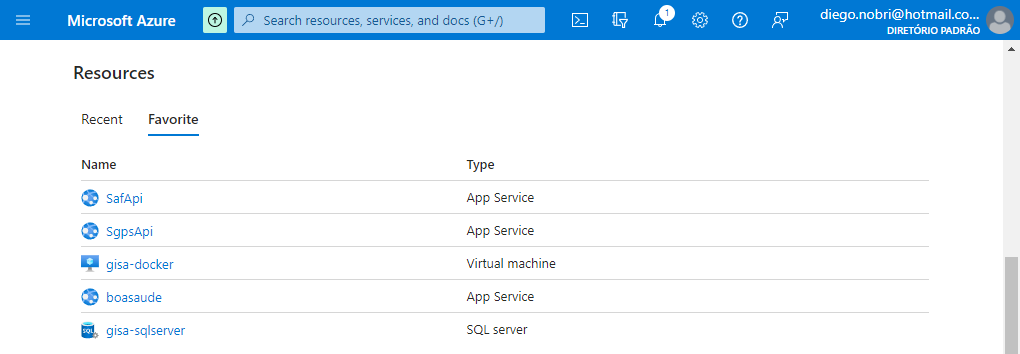 Microsoft Azure
Search resources, services, and docs (G+/)
1
diego.nobri@hotmail.co...
DIRETÓRIO PADRÃO
Resources
Recent Favorite
Name Type
SafApi App Service
SgpsApi App Service
gisa-docker Virtual machine
boasaude App Service
SQL gisa-sqlserver SQL server